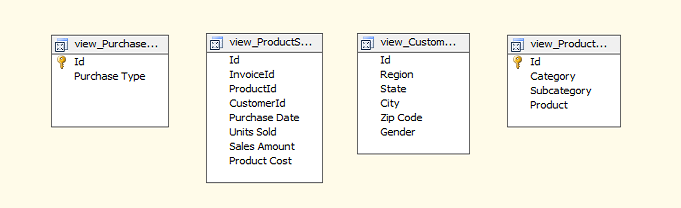 view_Purchase...
Id
Purchase Type
view_ProductS...
Id
InvoiceId
ProductId
CustomerId
Purchase Date
Units Sold
Sales Amount
Product Cost
view_Custom...
Id
Region
State
City
Zip Code
Gender
view_Product...
Id
Category
Subcategory
Product